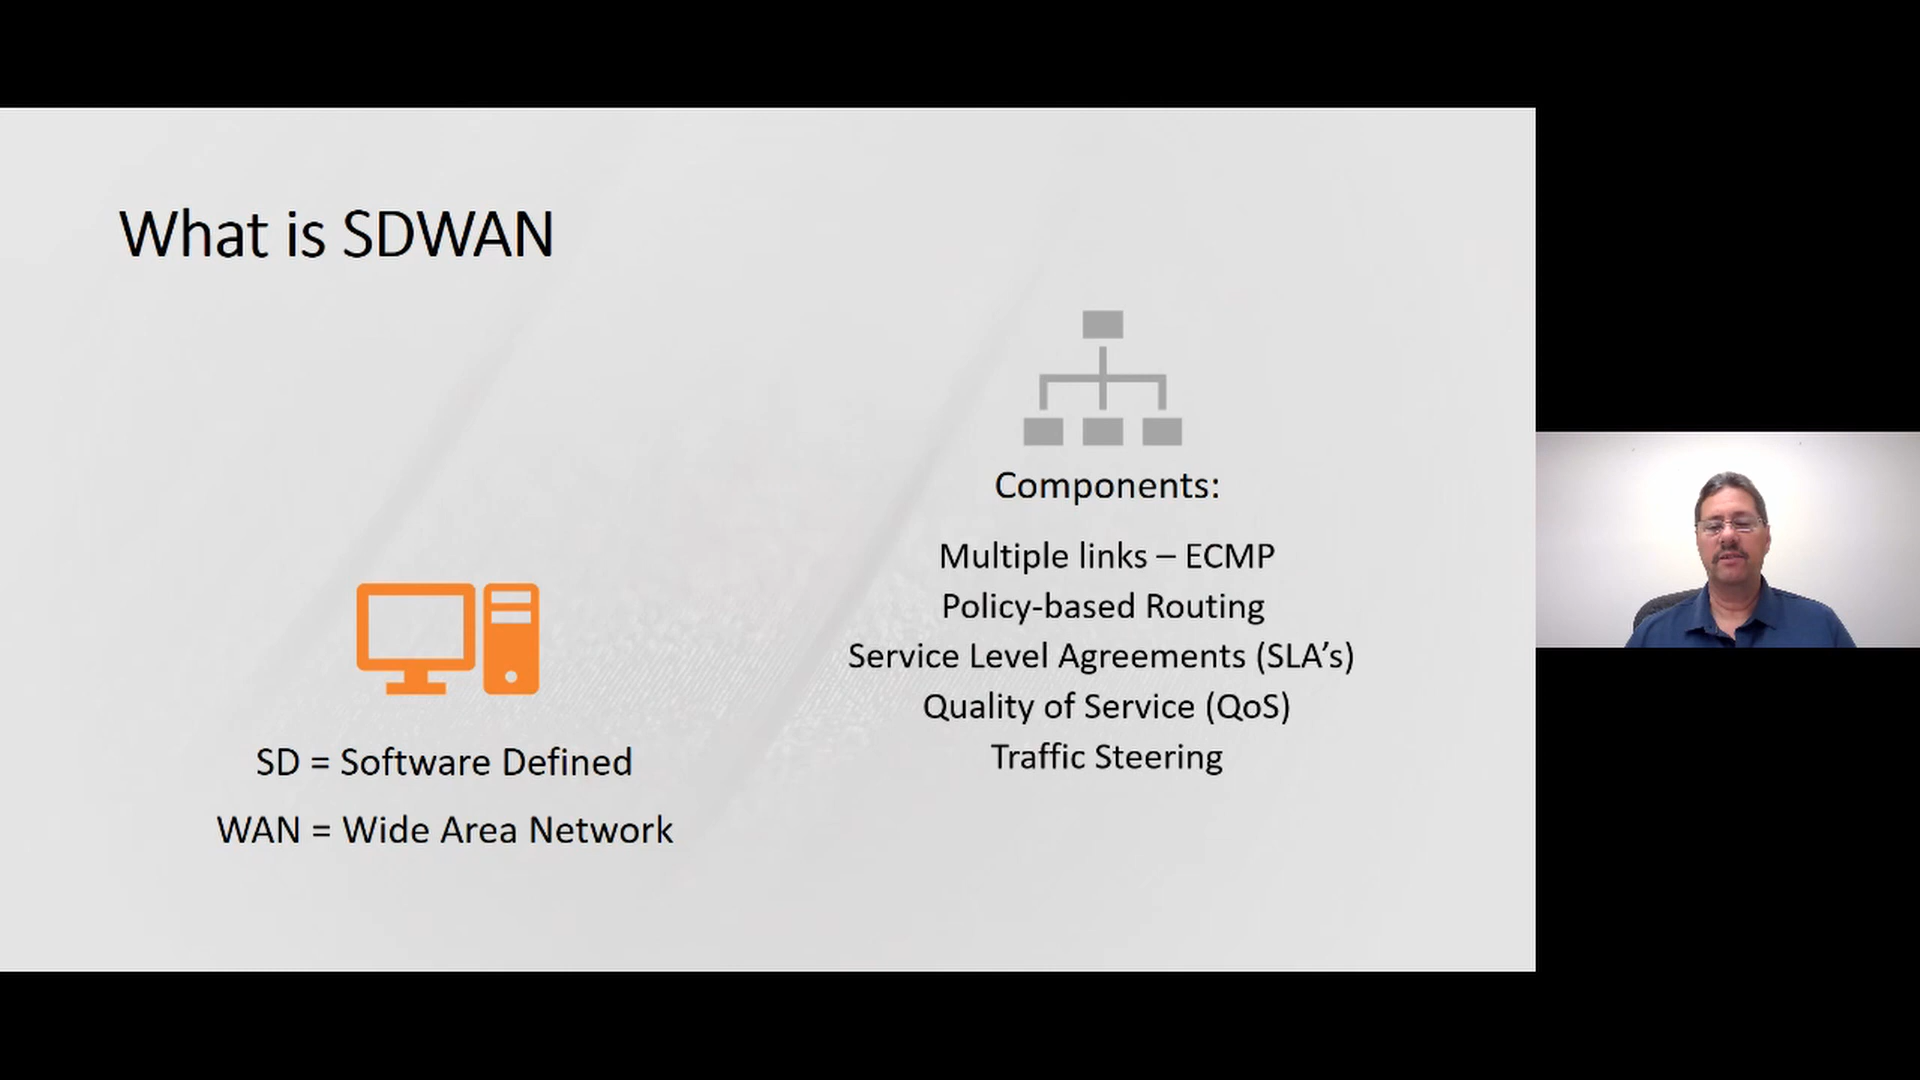 What is SDWAN
SD = Software Defined
WAN = Wide Area Network
Components:
Multiple links – ECMP
Policy-based Routing
Service Level Agreements (SLA’s)
Quality of Service (QoS)
Traffic Steering